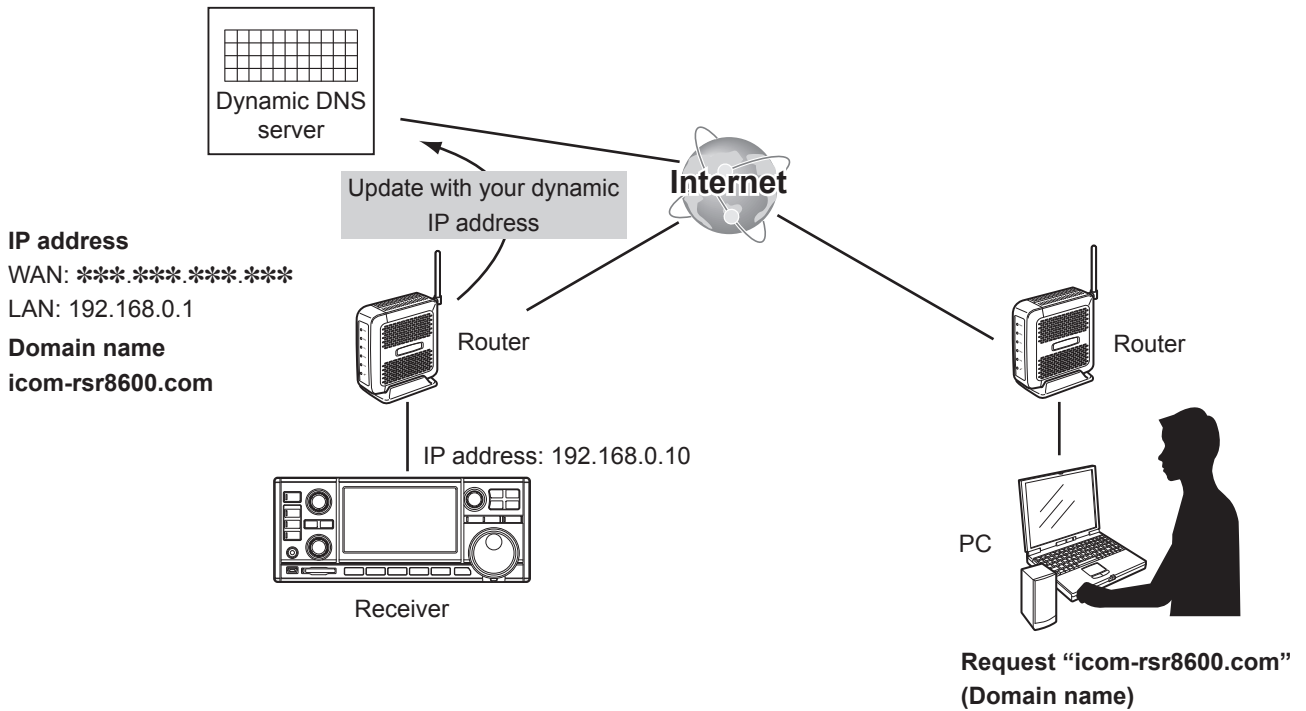 Dynamic DNS
server
Internet
Update with your dynamic
IP address
IP address
WAN: ✽✽✽.✽✽✽.✽✽✽.✽✽✽
LAN: 192.168.0.1
Domain name
icom-rsr8600.com
Router
Router
IP address: 192.168.0.10
Receiver
PC
Request “icom-rsr8600.com”
(Domain name)